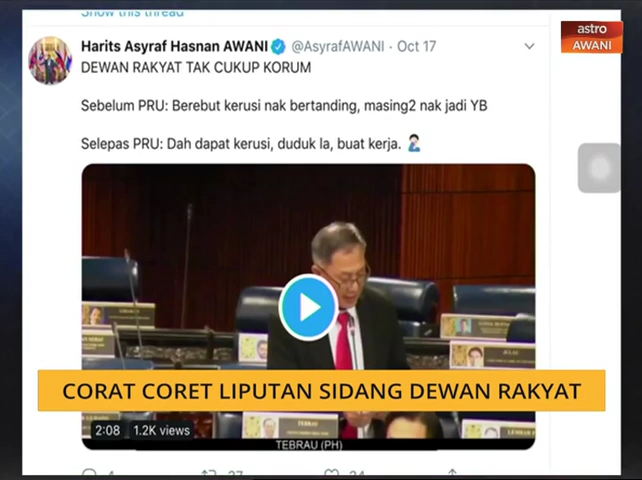 Show this thread
astro
AWANI
Harits Asyraf Hasnan AWANI @AsyrafAWANI · Oct 17
DEWAN RAKYAT TAK CUKUP KORUM
Sebelum PRU: Berebut kerusi nak bertanding, masing2 nak jadi YB
Selepas PRU: Dah dapat kerusi, duduk la, buat kerja.
JULAU
CORAT CORET LIPUTAN SIDANG DEWAN RAKYAT
TEBRAU
2:08 1.2K views
TEBRAU (PH)